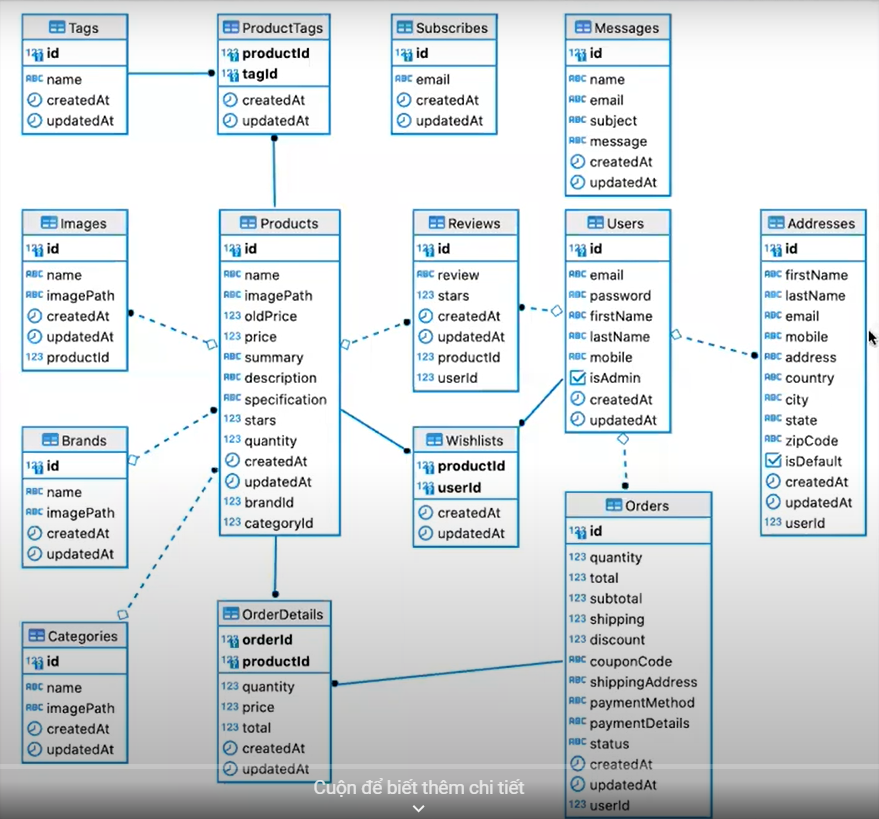 Tags
123 id
ABC name
createdAt
updatedAt
ProductTags
123 productId
123 tagId
createdAt
updatedAt
Subscribes
123 id
ABC email
createdAt
updatedAt
Messages
123 id
ABC name
ABC email
ABC subject
ABC message
createdAt
updatedAt
Images
123 id
ABC name
ABC imagePath
createdAt
updatedAt
123 productId
Products
123 id
ABC name
ABC imagePath
123 oldPrice
123 price
ABC summary
ABC description
ABC specification
123 stars
123 quantity
createdAt
updatedAt
123 brandId
123 categoryId
Reviews
123 id
ABC review
123 stars
createdAt
updatedAt
123 productId
123 userId
Users
123 id
ABC email
ABC password
ABC firstName
ABC lastName
ABC mobile
isAdmin
createdAt
updatedAt
Addresses
123 id
ABC firstName
ABC lastName
ABC email
ABC mobile
ABC address
ABC country
ABC city
ABC state
ABC zipCode
isDefault
createdAt
updatedAt
123 userId
Brands
123 id
ABC name
ABC imagePath
createdAt
updatedAt
Wishlists
123 productId
123 userId
createdAt
updatedAt
Orders
123 id
123 quantity
123 total
123 subtotal
123 shipping
123 discount
ABC couponCode
ABC shippingAddress
ABC paymentMethod
ABC paymentDetails
ABC status
createdAt
updatedAt
123 userId
Categories
123 id
ABC name
ABC imagePath
createdAt
updatedAt
OrderDetails
123 orderId
123 productId
123 quantity
123 price
123 total
createdAt
updatedAt
Cuộn để biết thêm chi tiết